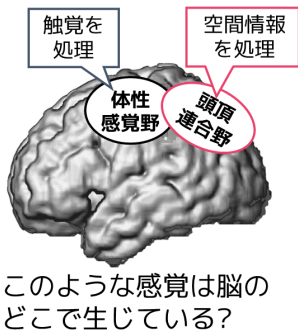 触覚を
処理
空間情報
を処理
体性
感覚野
頭頂
連合野
このような感覚は脳の
どこで生じている?